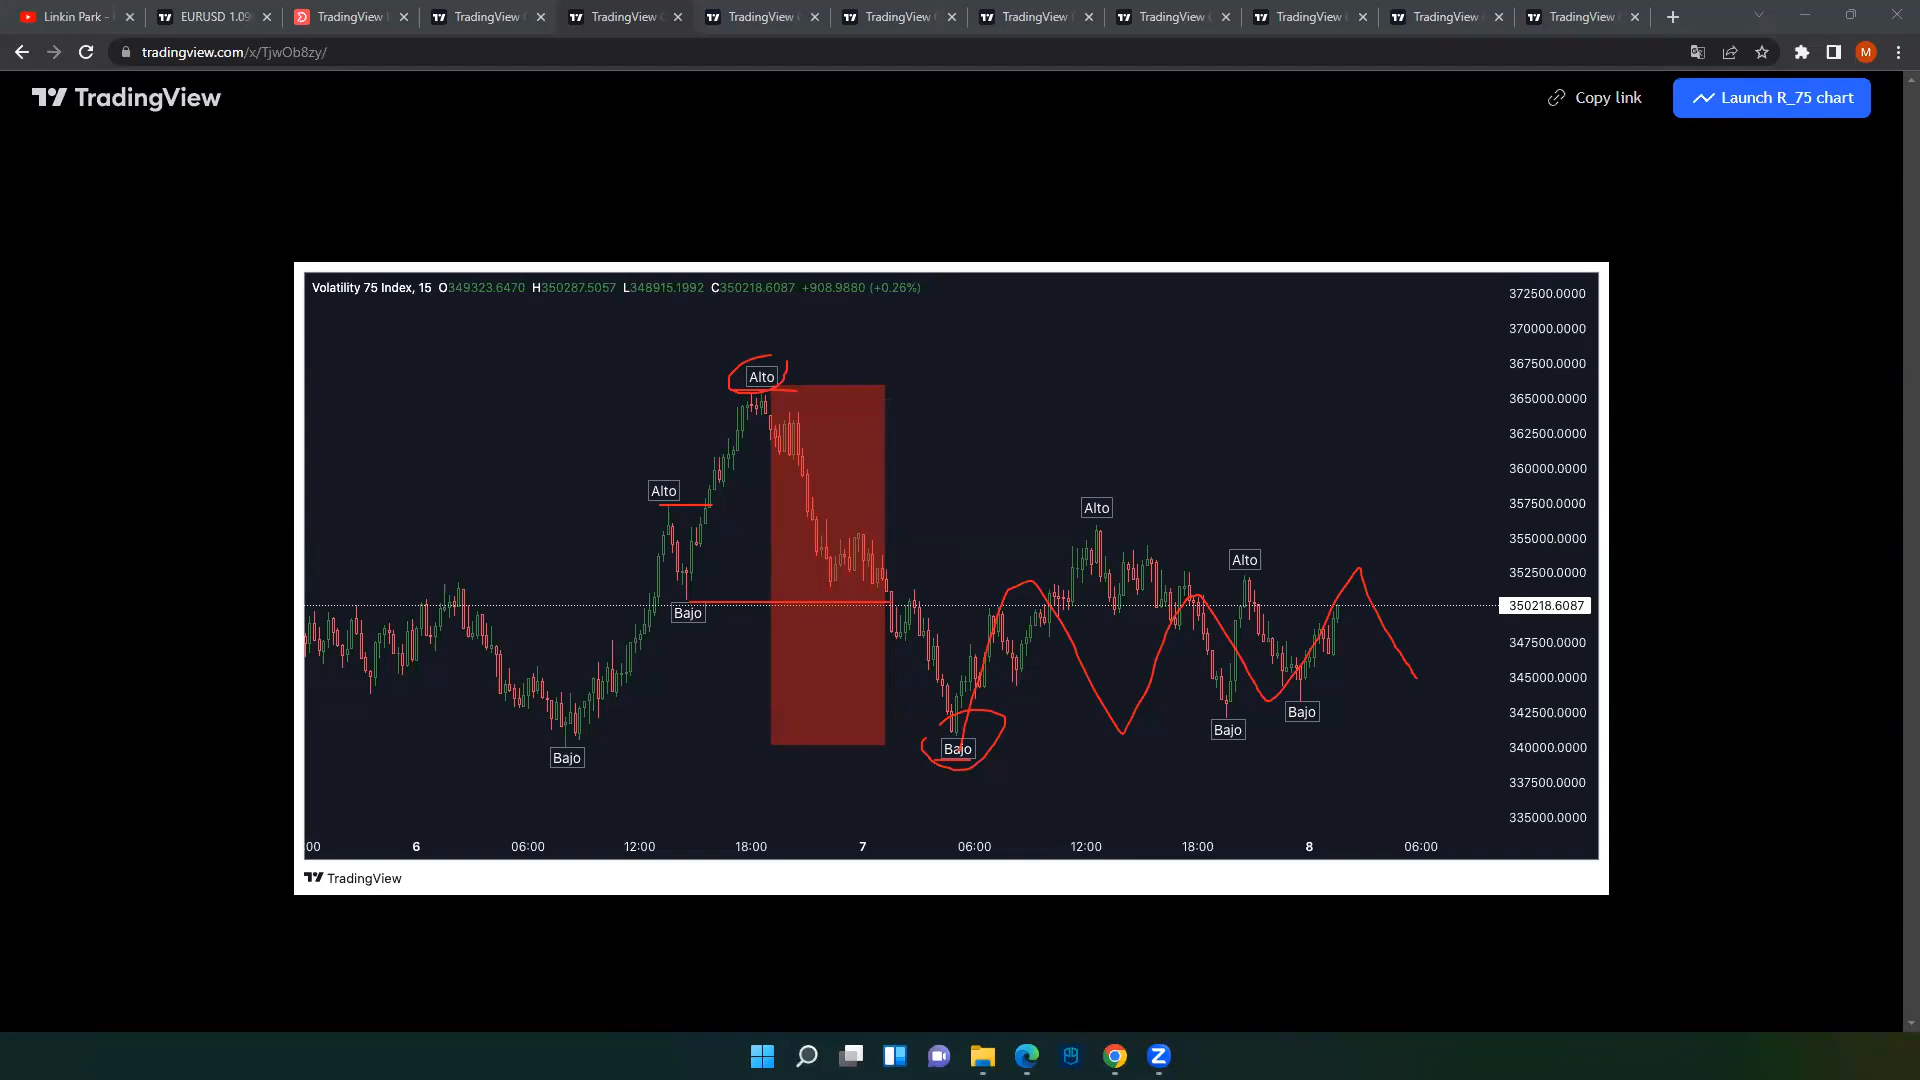 Linkin Park -
EURUSD 1.09
TradingView
TradingView
TradingView
TradingView
TradingView
TradingView
TradingView
TradingView
TradingView
TradingView
tradingview.com/x/TjwOb8zy/
M
TradingView
Copy link
Launch R_75 chart
Volatility 75 Index, 15 O349323.6470 H350287.5057 L348915.1992 C350218.6087 +908.9880 (+0.26%)
372500.0000
370000.0000
367500.0000
Alto
365000.0000
362500.0000
360000.0000
Alto
357500.0000
Alto
355000.0000
Alto
352500.0000
350218.6087
Bajo
347500.0000
345000.0000
Bajo
342500.0000
Bajo
Bajo
340000.0000
Bajo
337500.0000
335000.0000
:00 6 06:00 12:00 18:00 7 06:00 12:00 18:00 8 06:00
TradingView